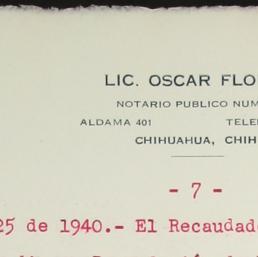 LIC. OSCAR FLO
NOTARIO PUBLICO NUM
ALDAMA 401 TELE
CHIHUAHUA, CHIH
- 7 -
25 de 1940.- El Recaudad